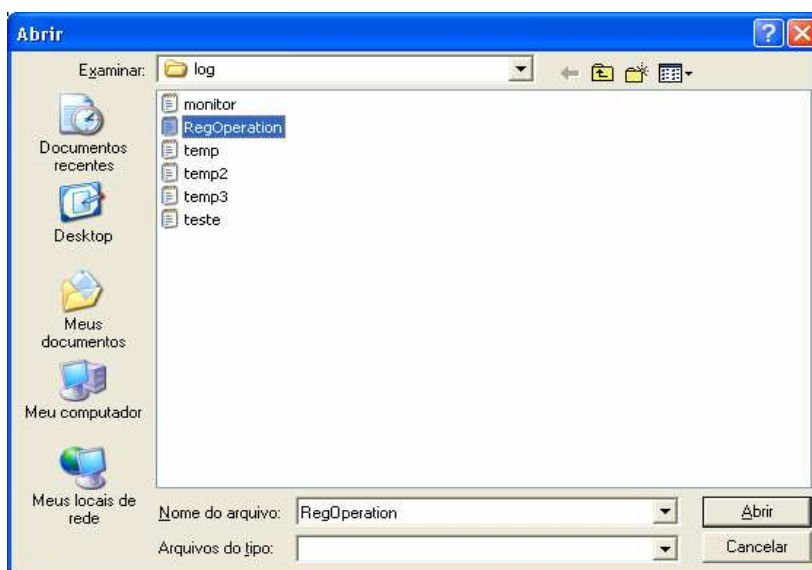 Abrir
Examinar:
log
Documentos
recentes
Desktop
Meus
documentos
Meu computador
Meus locais de
rede
monitor
RegOperation
temp
temp2
temp3
teste
Nome do arquivo:
RegOperation
Abrir
Arquivos do tipo:
Cancelar